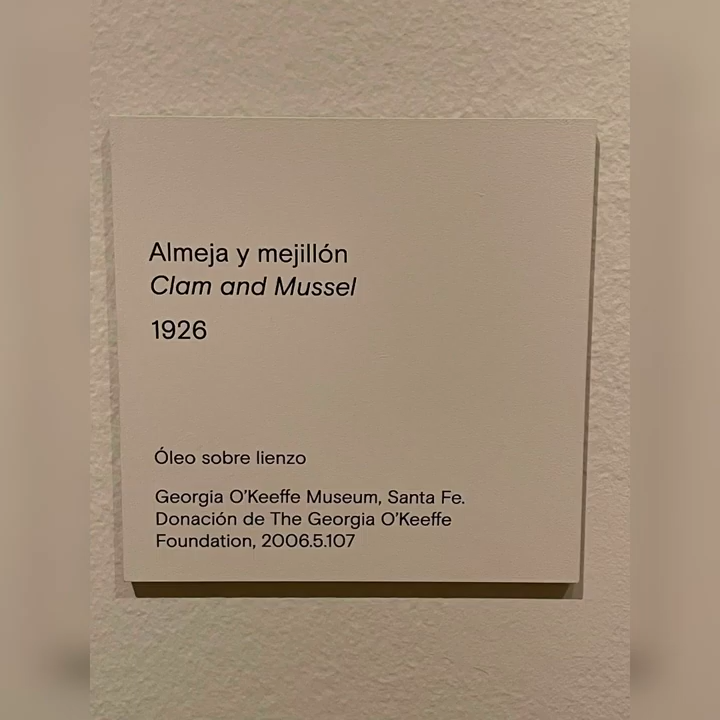 Almeja y mejillón
Clam and Mussel
1926
Óleo sobre lienzo
Georgia O'Keeffe Museum, Santa Fe.
Donación de The Georgia O'Keeffe
Foundation, 2006.5.107